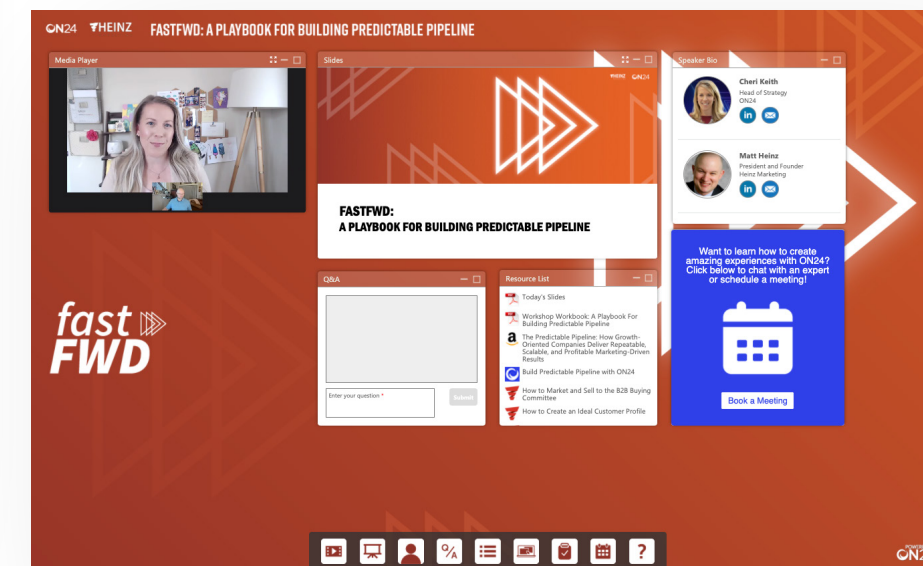 ON24 HEINZ FASTFWD: A PLAYBOOK FOR BUILDING PREDICTABLE PIPELINE
Media Player
Slides
HEINZ ON24
FASTFWD:
A PLAYBOOK FOR BUILDING PREDICTABLE PIPELINE
Speaker Bio
Cheri Keith
Head of Strategy
ON24
in
Matt Heinz
President and Founder
Heinz Marketing
in
fast
FWD
Q&A
Enter your question *
Submit
Resource List
Today's Slides
Workshop Workbook: A Playbook For
Building Predictable Pipeline
a
The Predictable Pipeline: How Growth-
Oriented Companies Deliver Repeatable,
Scalable, and Profitable Marketing-Driven
Results
Build Predictable Pipeline with ON24
How to Market and Sell to the B2B Buying
Committee
How to Create an Ideal Customer Profile
Want to learn how to create
amazing experiences with ON24?
Click below to chat with an expert
or schedule a meeting!
Book a Meeting
Q/A
?